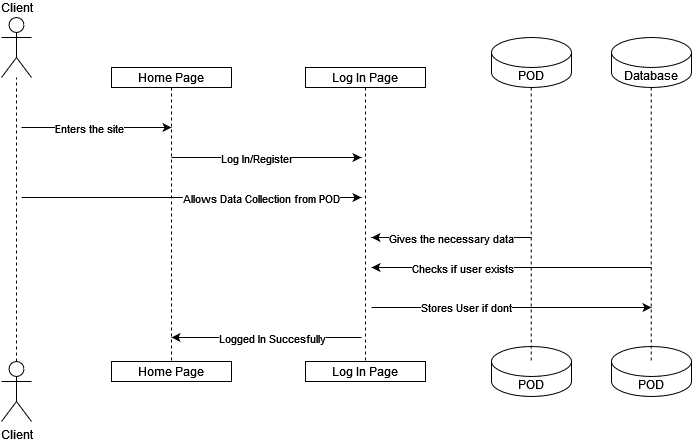 Client
Home Page
Log In Page
POD
Database
Enters the site
Log In/Register
Allows Data Collection from POD
Gives the necessary data
Checks if user exists
Stores User if dont
Logged In Succesfully
Home Page
Log In Page
POD
POD
Client